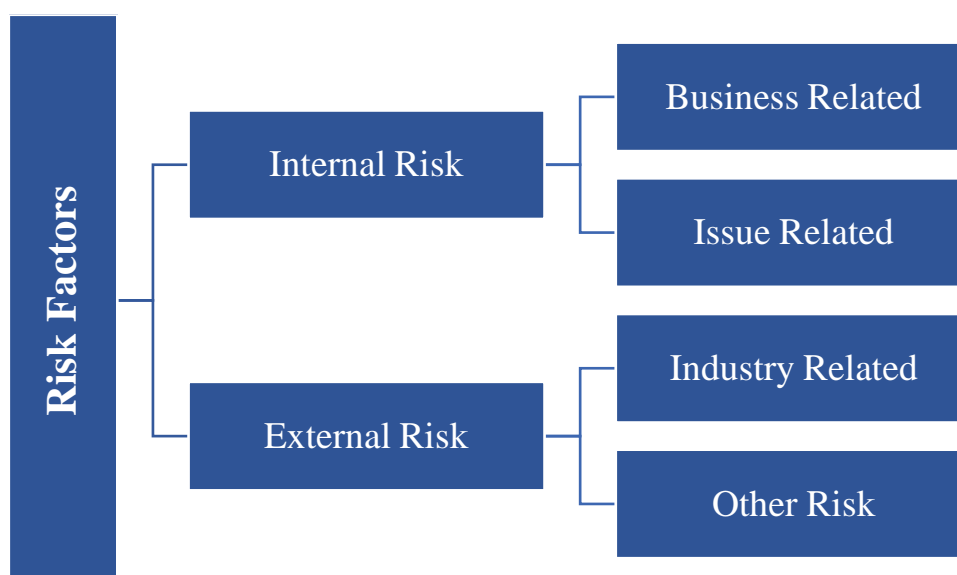 Risk Factors
Internal Risk
Business Related
Issue Related
External Risk
Industry Related
Other Risk